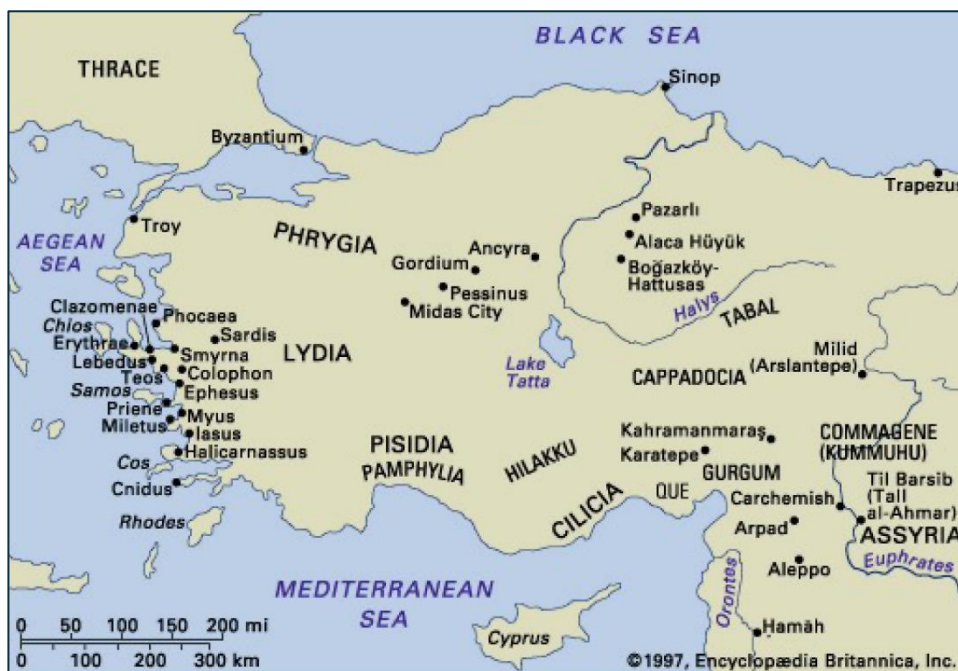 BLACK SEA
THRACE
Sinop
Byzantium
Trapezus
Troy
AEGEAN
SEA
PHRYGIA
Pazarlı
Alaca Hüyük
Boğazköy-
Hattusas
Ancyra
Gordium
Pessinus
Midas City
Halys
TABAL
Clazomenae
Phocaea
Chios
Erythrae
Sardis
Smyrna
LYDIA
Lebedus
Colophon
Teos
Ephesus
Samos
Priene
Myus
Miletus
Iasus
Halicarnassus
Cos
Cnidus
Rhodes
Lake
Tatta
CAPPADOCIA
Milid
(Arslantepe)
PISIDIA
PAMPHYLIA
HILAKKU
CILICIA
Kahramanmaraş
Karatepe
GURGUM
QUE
COMMAGENE
(KUMMUHU)
Til Barsib
(Tall
al-Ahmar)
Carchemish
Arpad
ASSYRIA
Euphrates
Aleppo
Orontes
Ḥamāh
MEDITERRANEAN
SEA
Cyprus
0 50 100 150 200 mi
0 100 200 300 km
©1997, Encyclopædia Britannica, Inc.